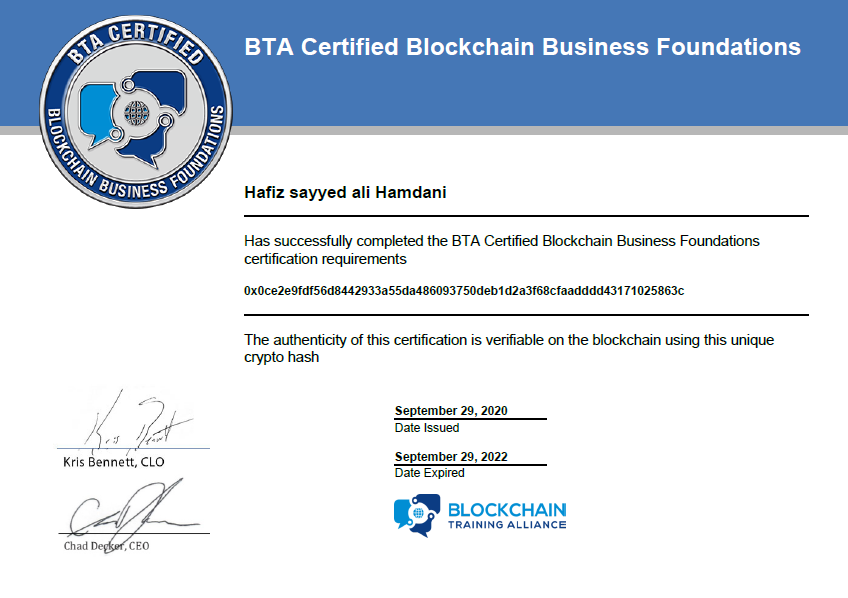 BTA Certified Blockchain Business Foundations
BTA CERTIFIED
BLOCKCHAIN BUSINESS FOUNDATIONS
Hafiz sayyed ali Hamdani
Has successfully completed the BTA Certified Blockchain Business Foundations
certification requirements
0x0ce2e9fdf56d8442933a55da486093750deb1d2a3f68cfaadddd43171025863c
The authenticity of this certification is verifiable on the blockchain using this unique
crypto hash
Kris Bennett, CLO
Chad Decker, CEO
September 29, 2020
Date Issued
September 29, 2022
Date Expired
BLOCKCHAIN
TRAINING ALLIANCE